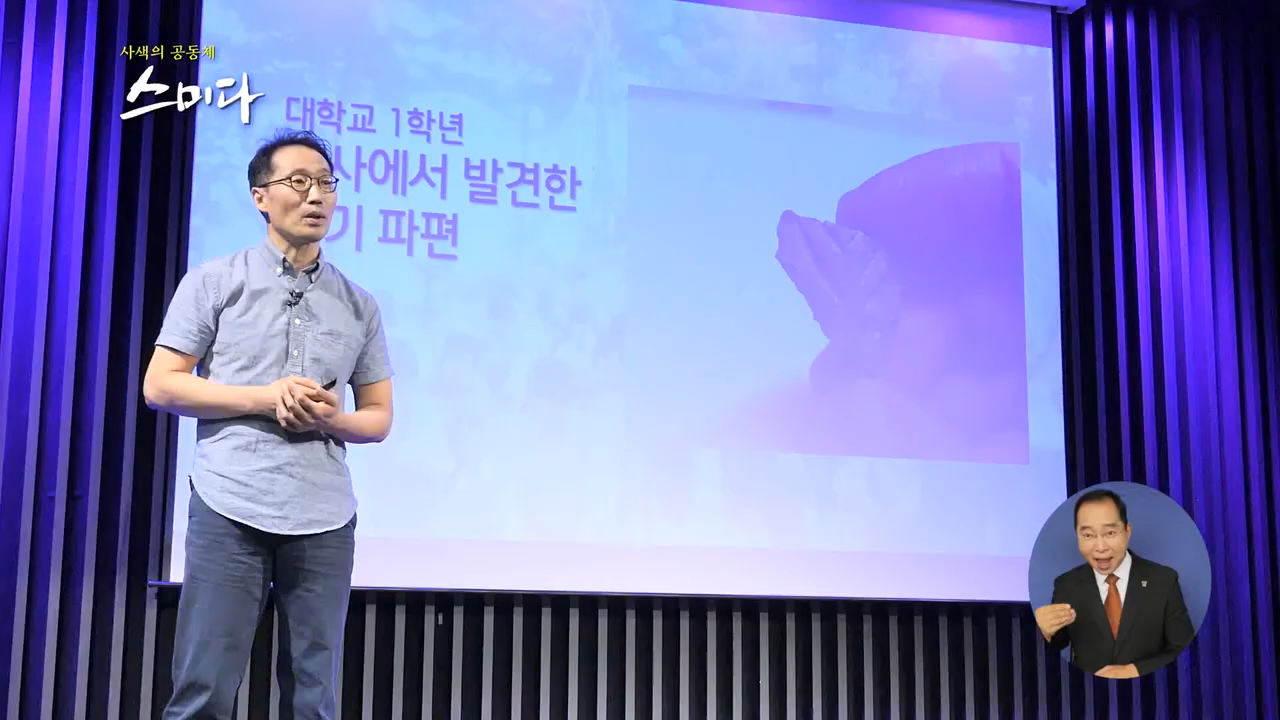 사색의 공동체
스미다
대학교 1학년
사에서 발견한
기 파편